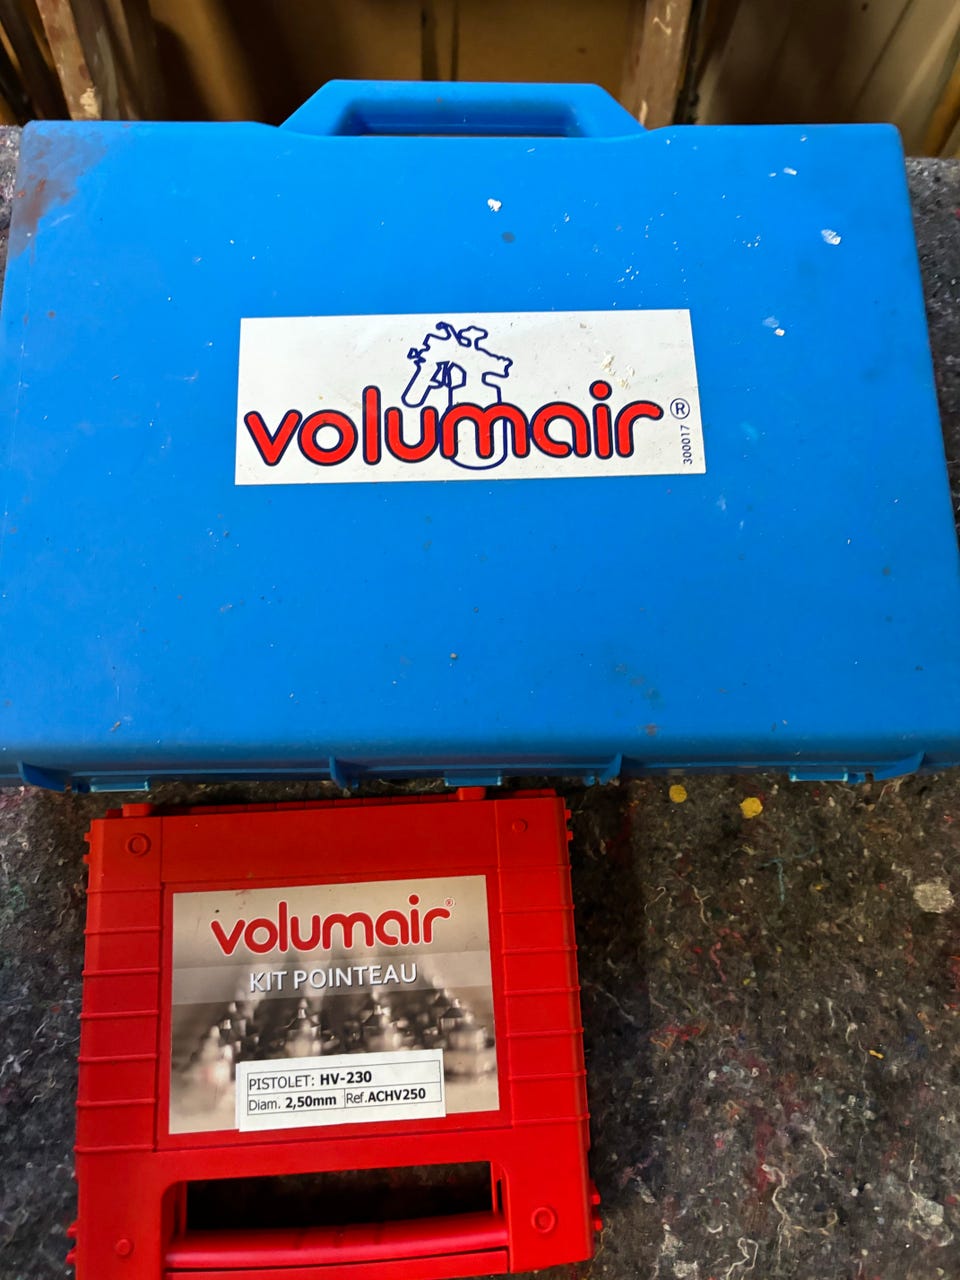 volumair®
300017
volumair®
KIT POINTEAU
PISTOLET: HV-230
Diam. 2,50mm Ref.ACHV250